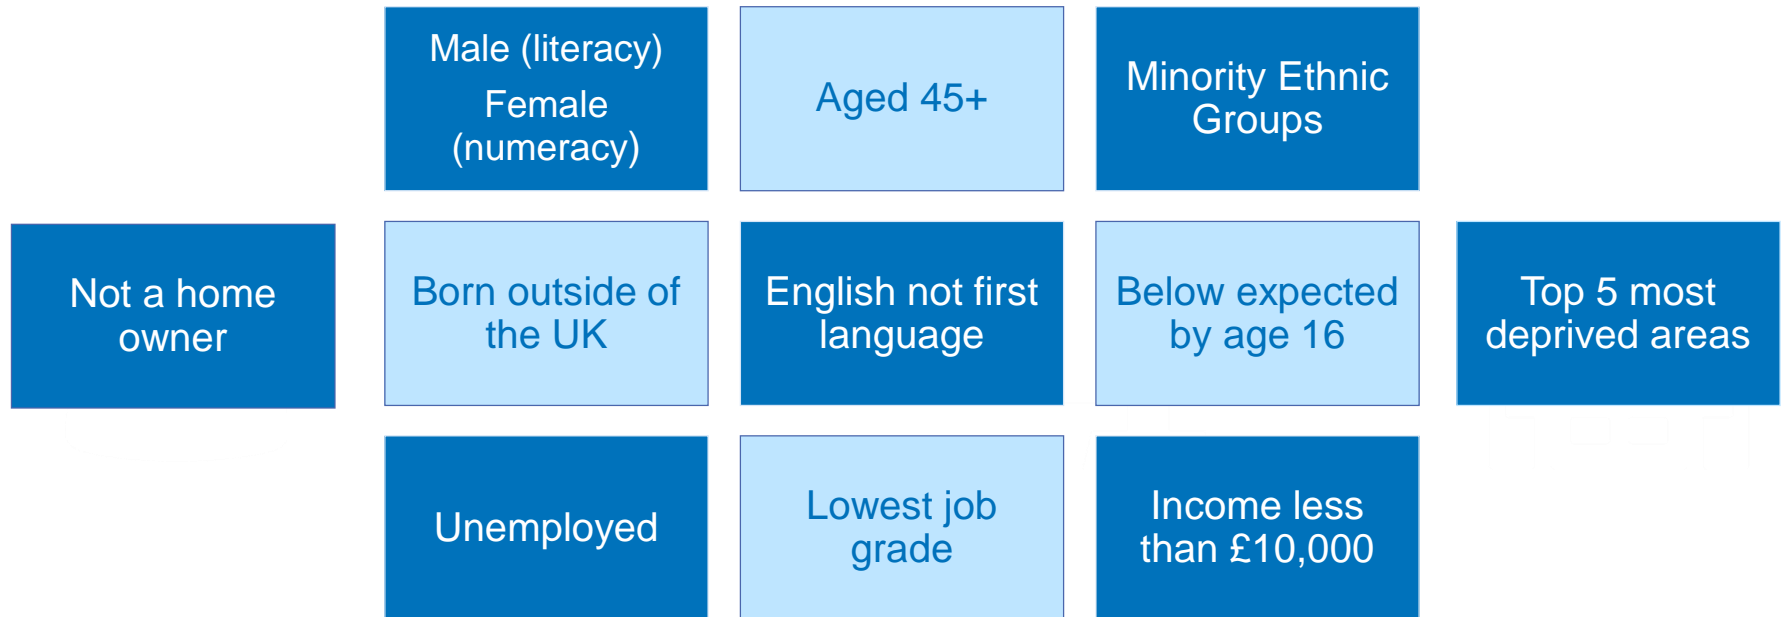 Male (literacy)
Female
(numeracy)
Aged 45+
Minority Ethnic
Groups
Not a home
owner
Born outside of
the UK
English not first
language
Below expected
by age 16
Top 5 most
deprived areas
Unemployed
Lowest job
grade
Income less
than £10,000